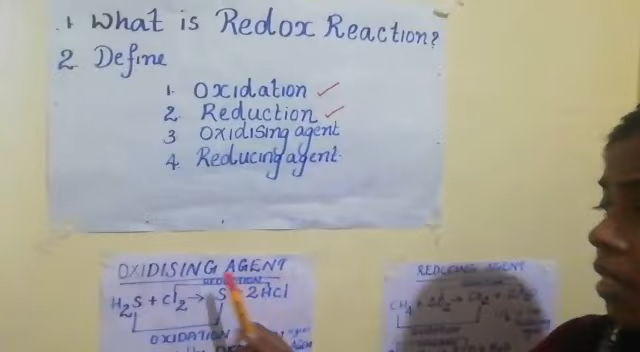 .1 What is Redox Reaction?
2 Define
1. Oxidation ✓
2. Reduction ✓
3 Oxidising agent
4. Reducing agent.
OXIDISING AGENT
REDUCTION
H2S + Cl2 → S + 2HCl
OXIDATION
REDUCING AGENT
CH4 +